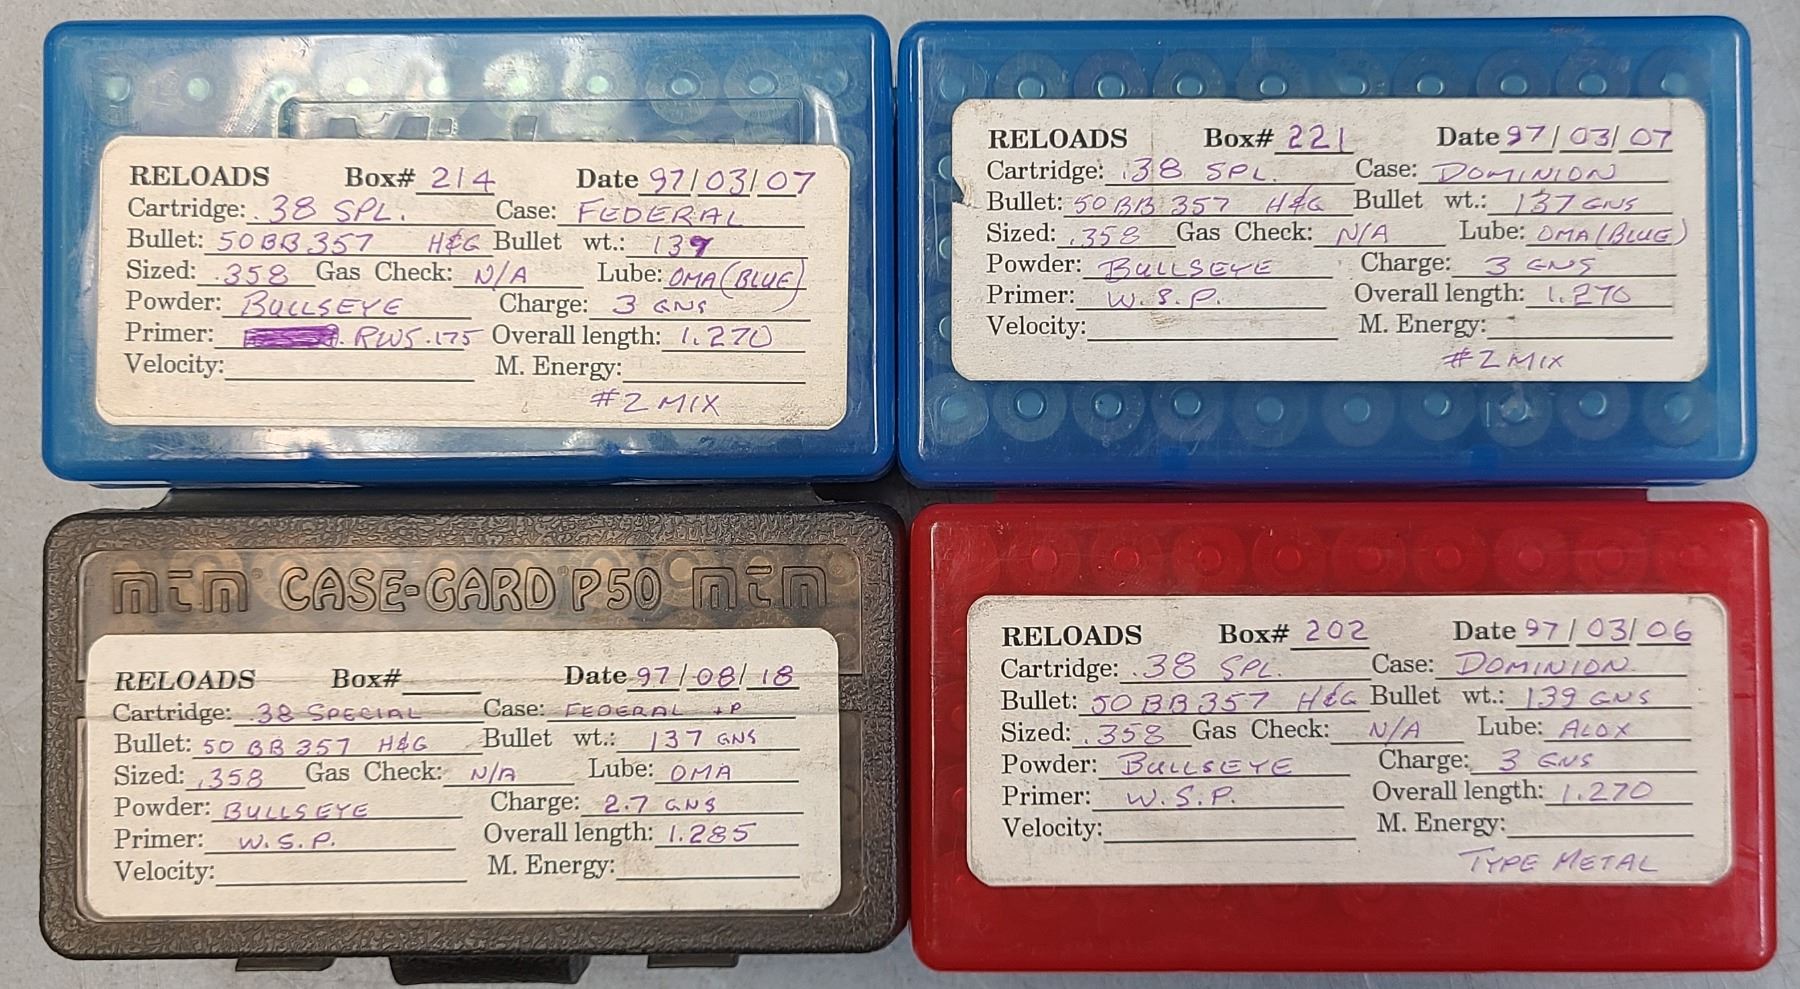 RELOADS Box# 214 Date 97/03/07
Cartridge: .38 SPL. Case: FEDERAL
Bullet: 50BB357 H&G Bullet wt.: 137
Sized: .358 Gas Check: N/A Lube: OMA (BLUE)
Powder: BULLSEYE Charge: 3 GNS
Primer: RWS .175 Overall length: 1.270
Velocity: M. Energy:
#2 MIX
RELOADS Box# 221 Date 97/03/07
Cartridge: .38 SPL. Case: DOMINION
Bullet: 50BB357 H&G Bullet wt.: 137 GNS
Sized: .358 Gas Check: N/A Lube: OMA (BLUE)
Powder: BULLSEYE Charge: 3 GNS
Primer: W.S.P. Overall length: 1.270
Velocity: M. Energy:
#2 MIX
MTM CASE-GARD P50 MTM
RELOADS Box# Date 97/08/18
Cartridge: .38 SPECIAL Case: FEDERAL +P
Bullet: 50 BB 357 H&G Bullet wt.: 137 GNS
Sized: .358 Gas Check: N/A Lube: OMA
Powder: BULLSEYE Charge: 2.7 GNS
Primer: W.S.P. Overall length: 1.285
Velocity: M. Energy:
RELOADS Box# 202 Date 97/03/06
Cartridge: .38 SPL. Case: DOMINION
Bullet: 50BB357 H&G Bullet wt.: 139 GNS
Sized: .358 Gas Check: N/A Lube: ALOX
Powder: BULLSEYE Charge: 3 GNS
Primer: W.S.P. Overall length: 1.270
Velocity: M. Energy:
TYPE METAL